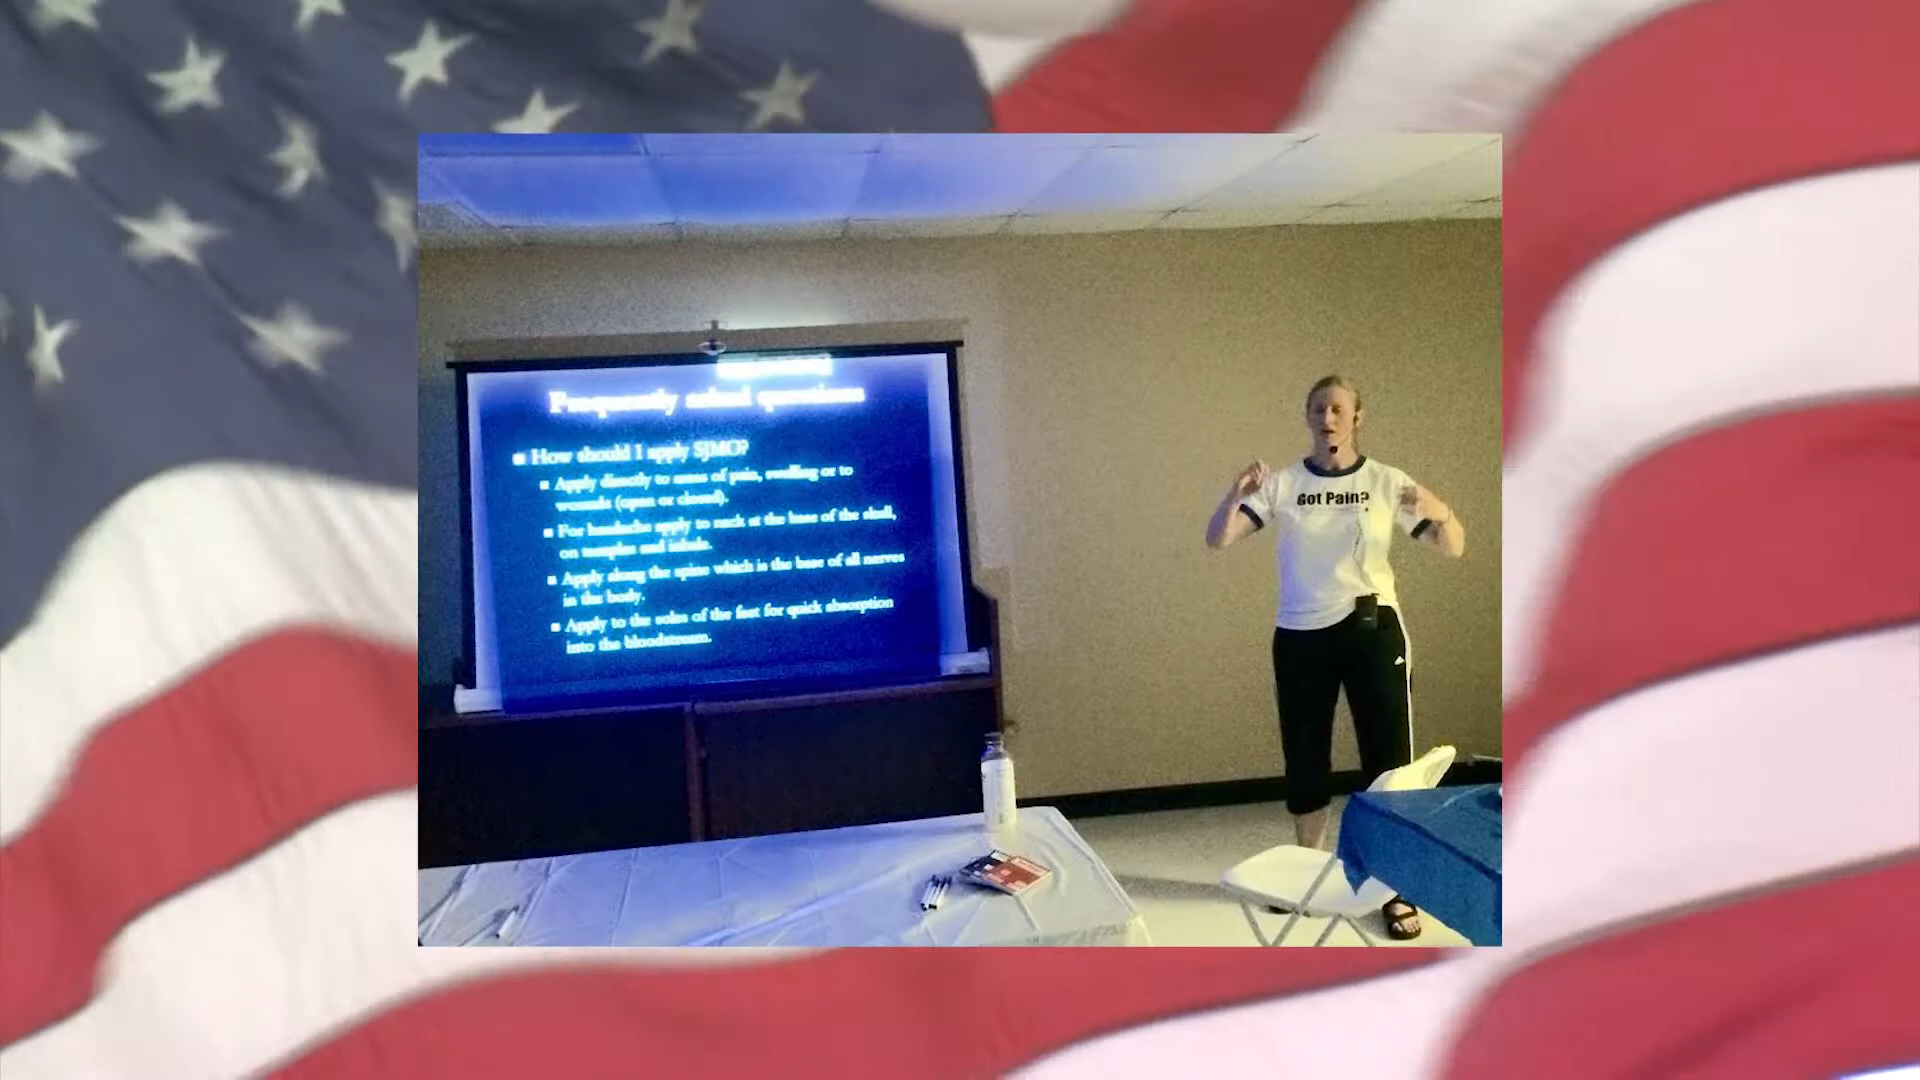 Frequently asked questions
■ How should I apply SJMO?
■ Apply directly to areas of pain, swelling or to
wounds (open or closed).
■ For headache apply to neck at the base of the skull,
on temples and inhale.
■ Apply along the spine which is the base of all nerves
in the body.
■ Apply to the soles of the feet for quick absorption
into the bloodstream.
Got Pain?